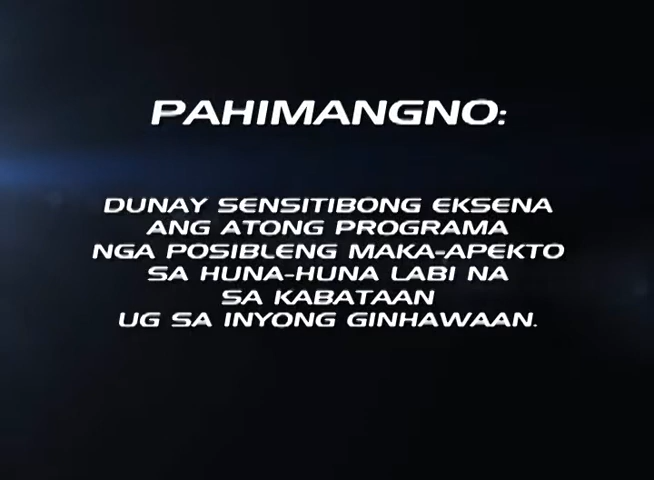 PAHIMANGNO:
DUNAY SENSITIBONG EKSENA
ANG ATONG PROGRAMA
NGA POSIBLENG MAKA-APEKTO
SA HUNA-HUNA LABI NA
SA KABATAAN
UG SA INYONG GINHAWAAN.